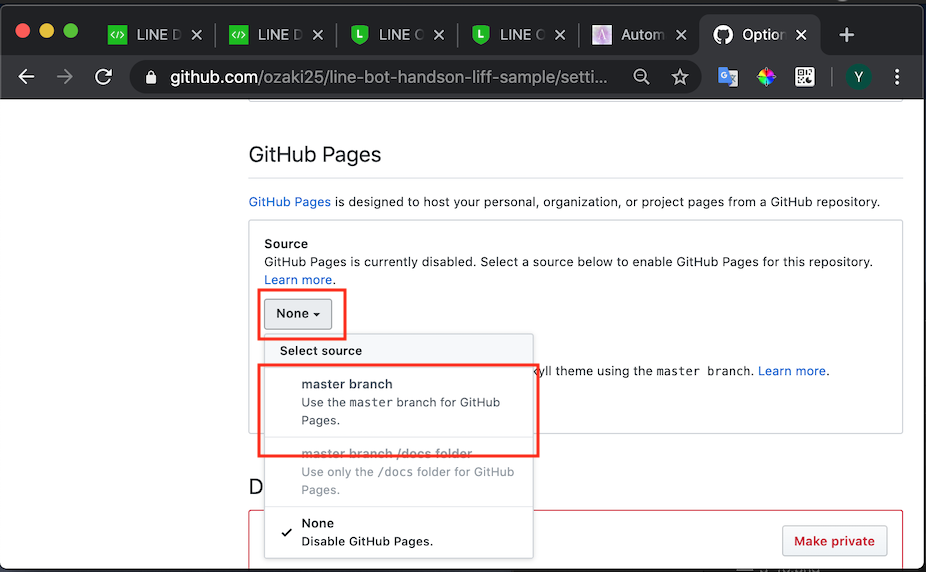 LINE D
LINE D
LINE O
LINE O
Autom
Option
github.com/ozaki25/line-bot-handson-liff-sample/setti...
Y
GitHub Pages
GitHub Pages is designed to host your personal, organization, or project pages from a GitHub repository.
Source
GitHub Pages is currently disabled. Select a source below to enable GitHub Pages for this repository.
Learn more.
None
Select source
kyll theme using the master branch. Learn more.
master branch
Use the master branch for GitHub
Pages.
master branch /docs folder
Use only the /docs folder for GitHub
Pages.
D
None
Disable GitHub Pages.
Make private